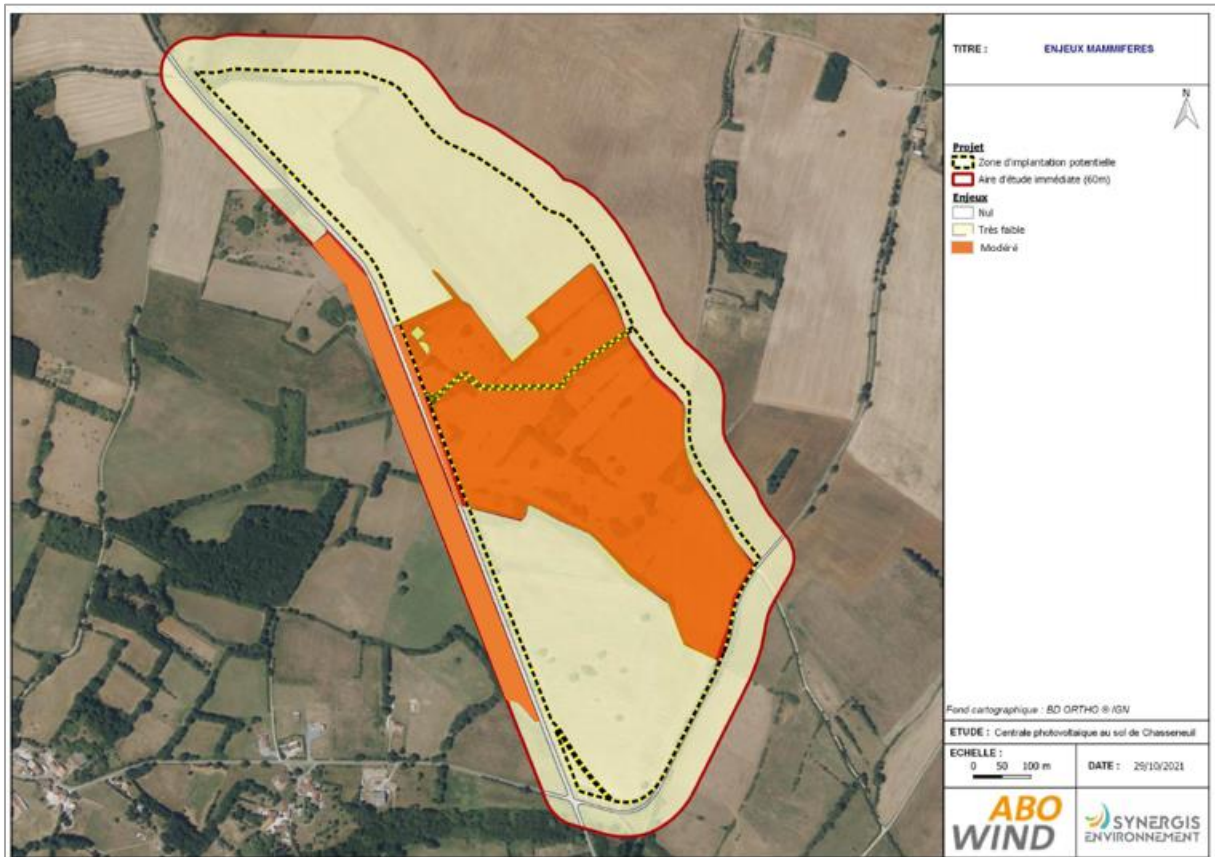 TITRE : ENJEUX MAMMIFERES
N
Projet
Zone d'implantation potentielle
Aire d'étude immédiate (60m)
Enjeux
Nul
Très faible
Modéré
Fond cartographique : BD ORTHO ® IGN
ETUDE : Centrale photovoltaique au sol de Chasseneuil
ECHELLE :
0 50 100 m
DATE : 29/10/2021
ABO
WIND
SYNERGIS
ENVIRONNEMENT